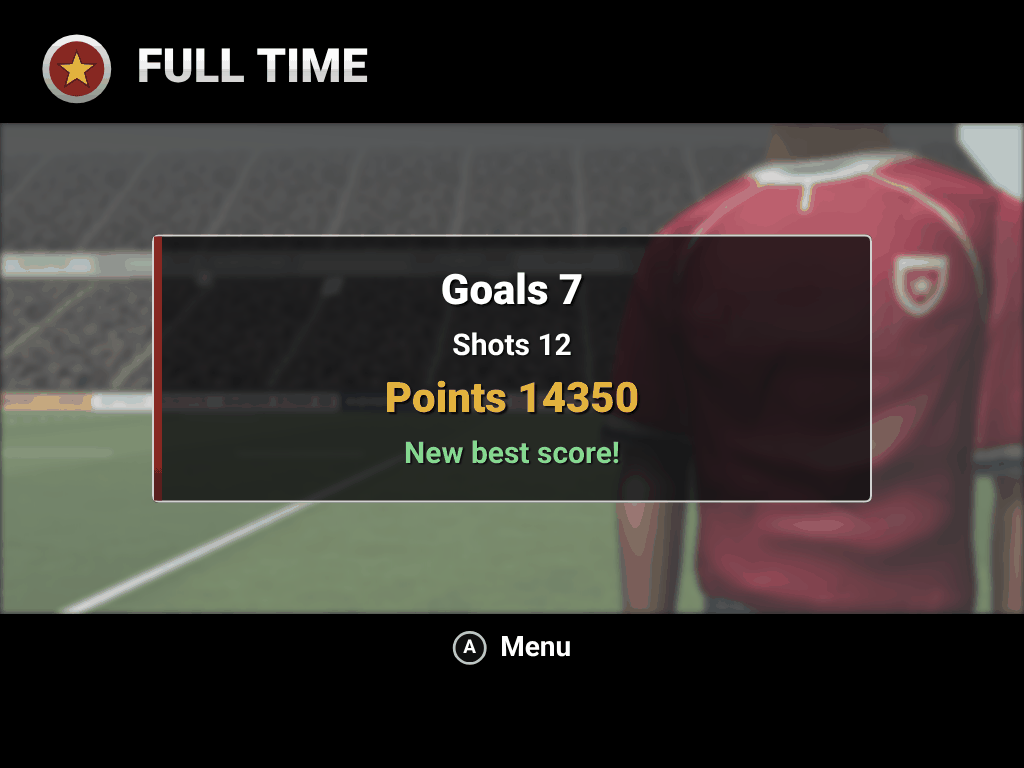 FULL TIME
Goals 7
Shots 12
Points 14350
New best score!
A Menu